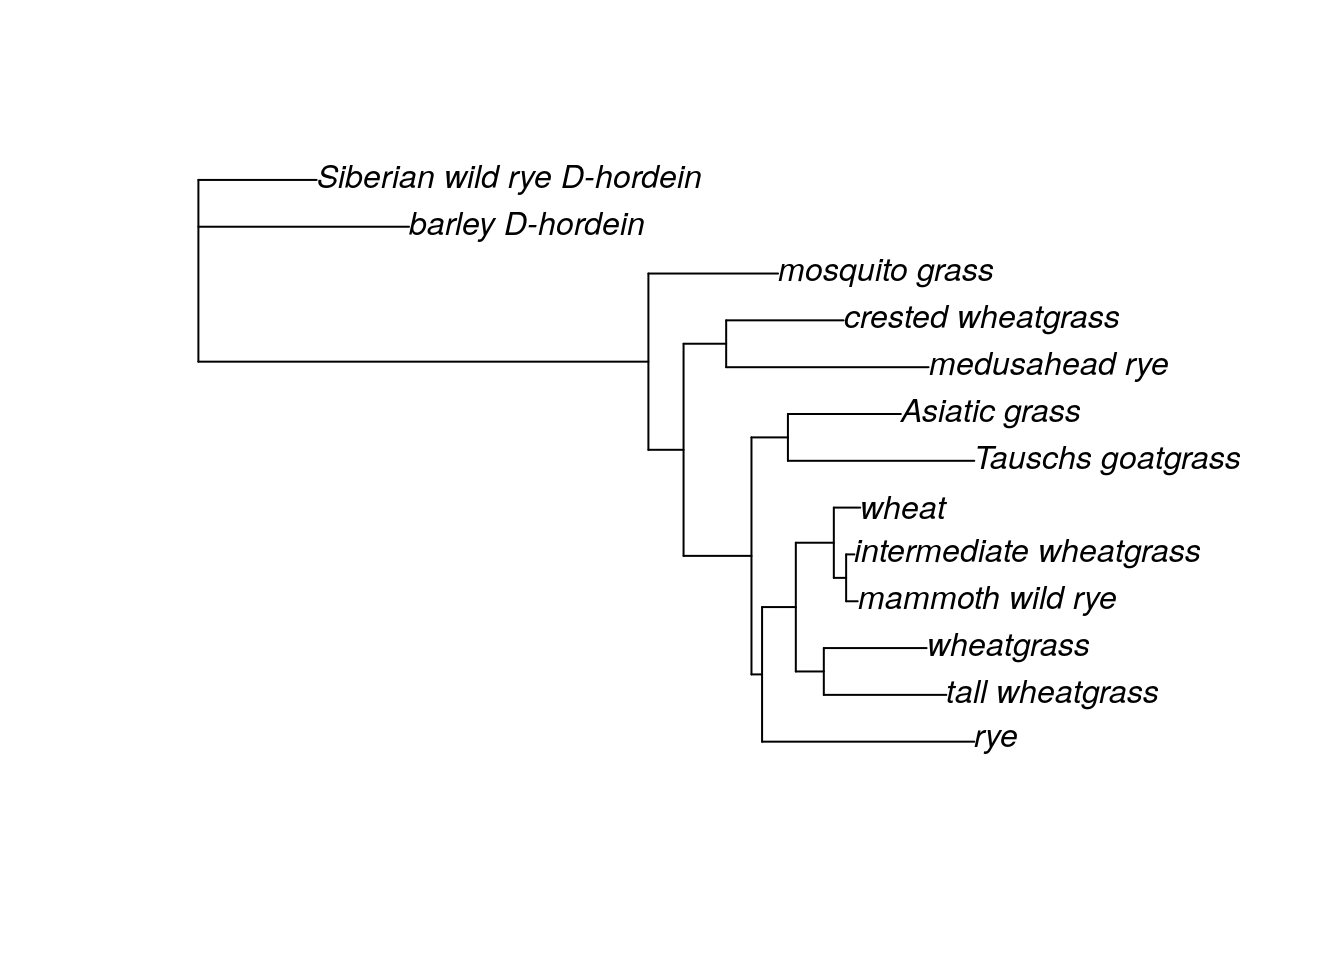 Siberian wild rye D-hordein
barley D-hordein
mosquito grass
crested wheatgrass
medusahead rye
Asiatic grass
Tauschs goatgrass
wheat
intermediate wheatgrass
mammoth wild rye
wheatgrass
tall wheatgrass
rye